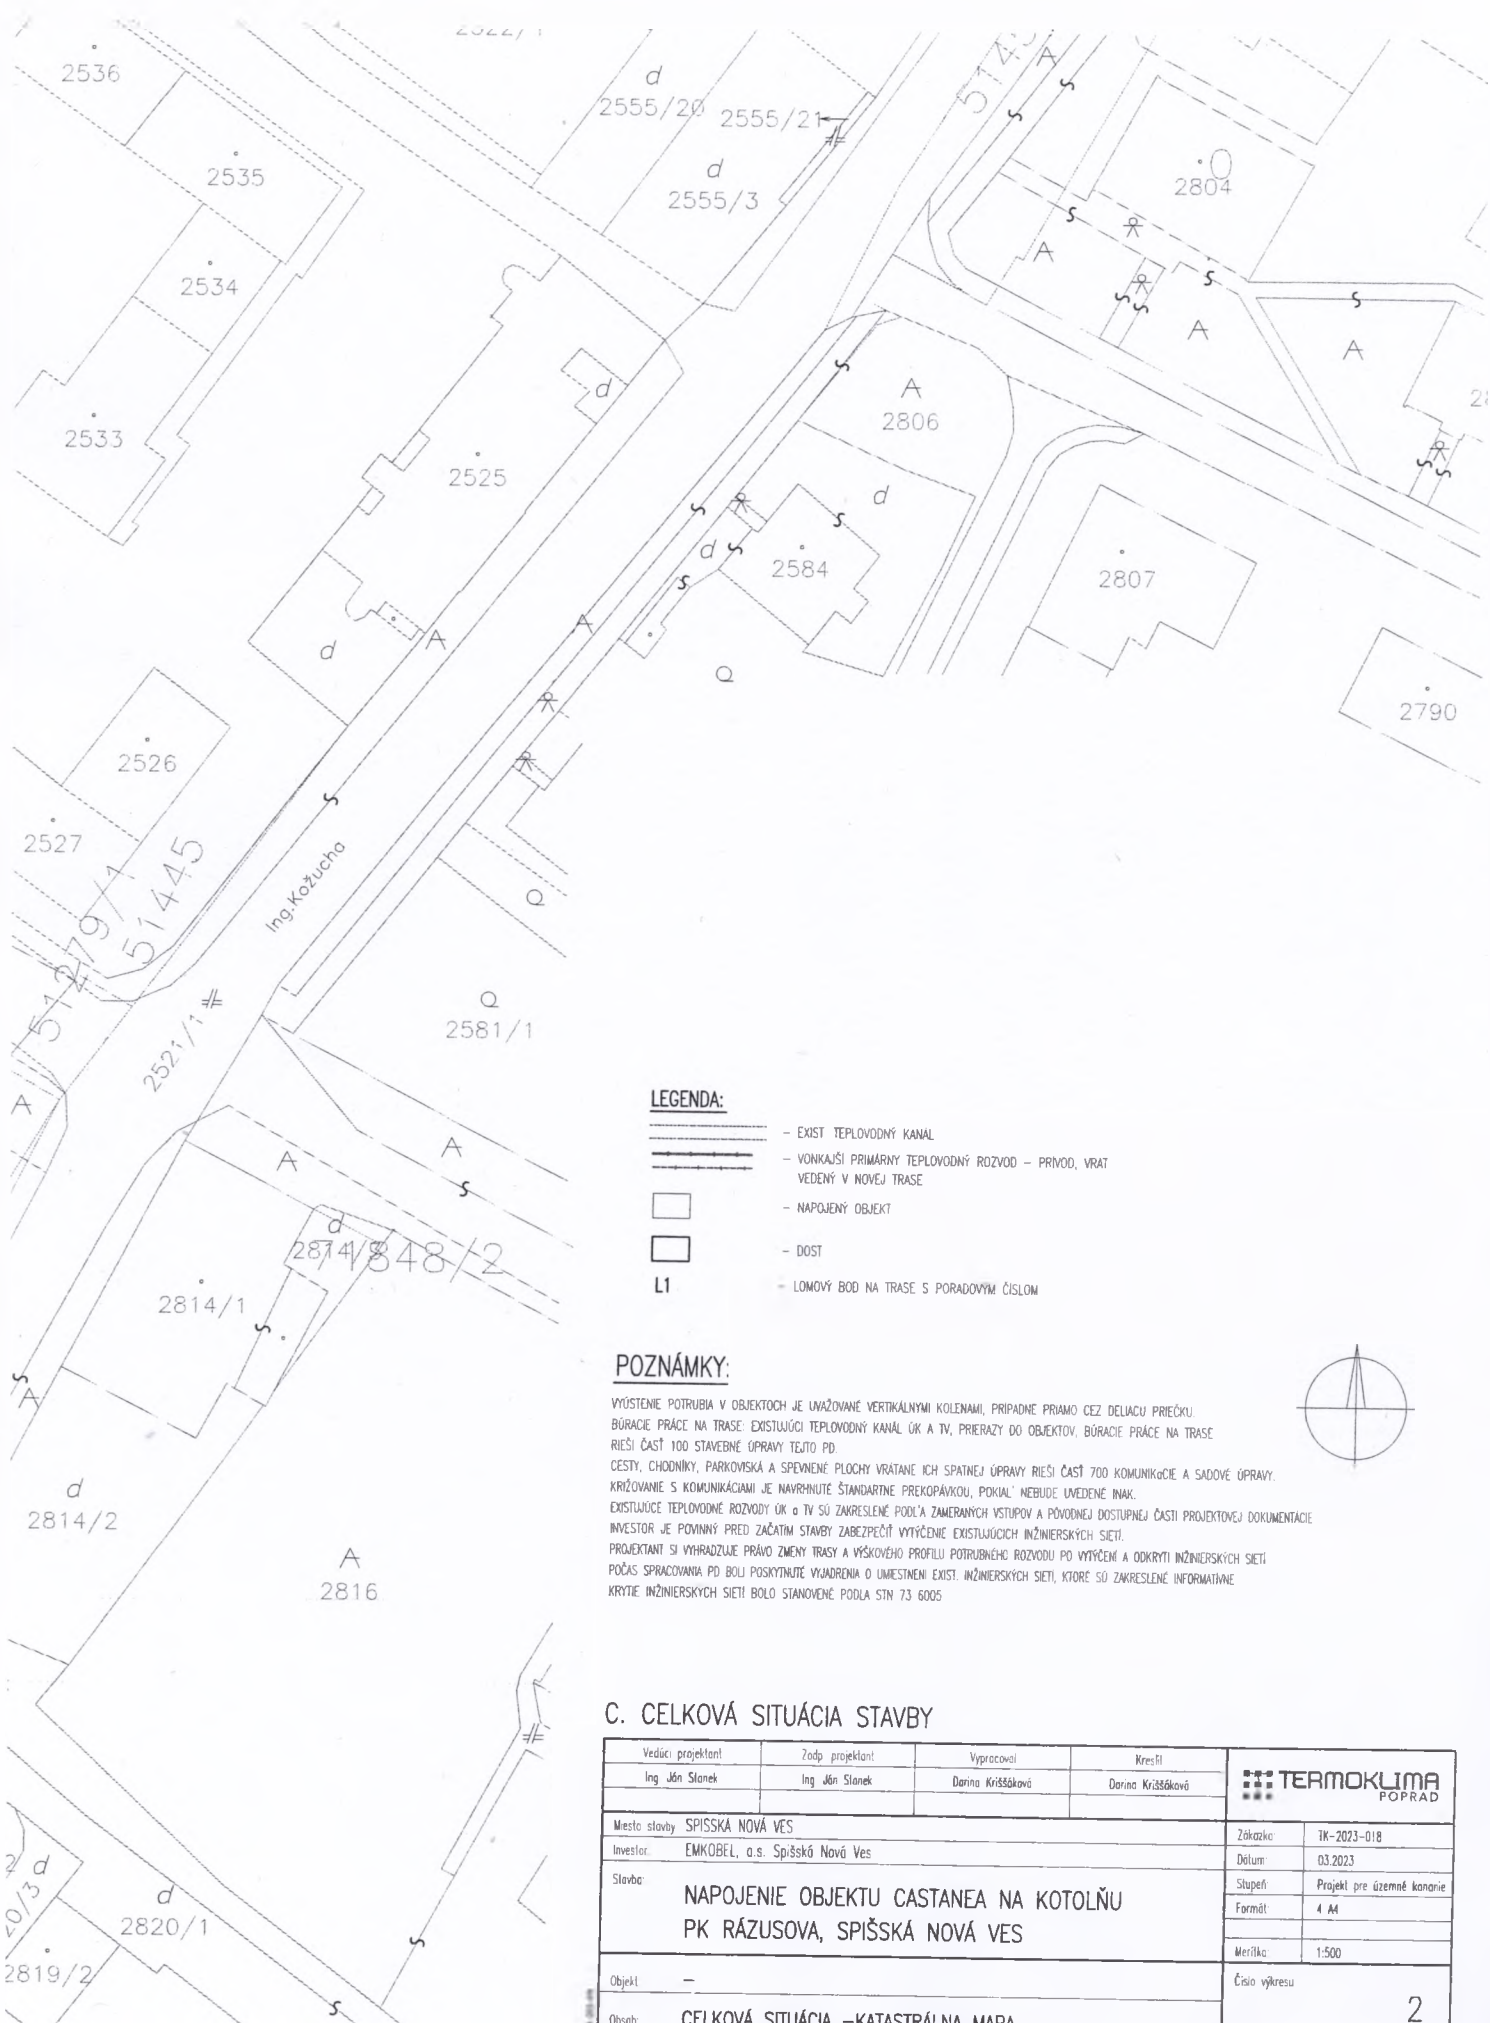 2536
d
2555/20
2555/21
2535
d
2555/3
2804
2534
A
A
A
d
A
2806
2533
2525
d
d
2584
2807
A
A
d
2790
2526
2527
Ing.Kožucha
51279/1
51445
Q
2521/1
Q
2581/1
A
A
A
d
2814/1
A
d
2814/2
A
2816
d
d
2820/1
2819/2
LEGENDA:
– EXIST TEPLOVODNÝ KANÁL
– VONKAJŠÍ PRIMÁRNY TEPLOVODNÝ ROZVOD – PRÍVOD, VRAT
VEDENÝ V NOVEJ TRASE
– NAPOJENÝ OBJEKT
– DOST
L1 – LOMOVÝ BOD NA TRASE S PORADOVÝM ČÍSLOM
POZNÁMKY:
VYÚSTENIE POTRUBIA V OBJEKTOCH JE UVAŽOVANÉ VERTIKÁLNYMI KOLENAMI, PRÍPADNE PRIAMO CEZ DELIACU PRIEČKU.
BÚRACIE PRÁCE NA TRASE: EXISTUJÚCI TEPLOVODNÝ KANÁL ÚK A TV, PRIERAZY DO OBJEKTOV, BÚRACIE PRÁCE NA TRASE
RIEŠI ČASŤ 100 STAVEBNÉ ÚPRAVY TEJTO PD.
CESTY, CHODNÍKY, PARKOVISKÁ A SPEVNENÉ PLOCHY VRÁTANE ICH SPATNEJ ÚPRAVY RIEŠI ČASŤ 700 KOMUNIKaCIE A SADOVÉ ÚPRAVY.
KRIŽOVANIE S KOMUNIKÁCIAMI JE NAVRHNUTÉ ŠTANDARTNE PREKOPÁVKOU, POKIAĽ NEBUDE UVEDENÉ INAK.
EXISTUJÚCE TEPLOVODNÉ ROZVODY ÚK a TV SÚ ZAKRESLENÉ PODĽA ZAMERANÝCH VSTUPOV A PÔVODNEJ DOSTUPNEJ ČASTI PROJEKTOVEJ DOKUMENTÁCIE
INVESTOR JE POVINNÝ PRED ZAČATÍM STAVBY ZABEZPEČIŤ VYTÝČENIE EXISTUJÚCICH INŽINIERSKÝCH SIETÍ.
PROJEKTANT SI VYHRADZUJE PRÁVO ZMENY TRASY A VÝŠKOVÉHO PROFILU POTRUBNÉHO ROZVODU PO VYTÝČENÍ A ODKRYTÍ INŽINIERSKÝCH SIETÍ
POČAS SPRACOVANIA PD BOLI POSKYTNUTÉ VYJADRENIA O UMIESTNENÍ EXIST. INŽINIERSKÝCH SIETÍ, KTORÉ SÚ ZAKRESLENÉ INFORMATÍVNE
KRYTIE INŽINIERSKYCH SIETÍ BOLO STANOVENÉ PODĽA STN 73 6005
C. CELKOVÁ SITUÁCIA STAVBY
Vedúci projektant Zodp projektant Vypracoval Kreslil
Ing Ján Slanek Ing Ján Slanek Darina Kriššáková Darina Kriššáková
TERMOKLIMA
POPRAD
Miesto stavby SPIŠSKÁ NOVÁ VES
Investor: EMKOBEL, a.s. Spišská Nová Ves
Stavba: NAPOJENIE OBJEKTU CASTANEA NA KOTOLŇU
PK RÁZUSOVA, SPIŠSKÁ NOVÁ VES
Zákazka: TK-2023-018
Dátum: 03.2023
Stupeň: Projekt pre územné konanie
Formát: 4 A4
Merítko: 1:500
Objekt –
Číslo výkresu
2
Obsah: CELKOVÁ SITUÁCIA –KATASTRÁLNA MAPA